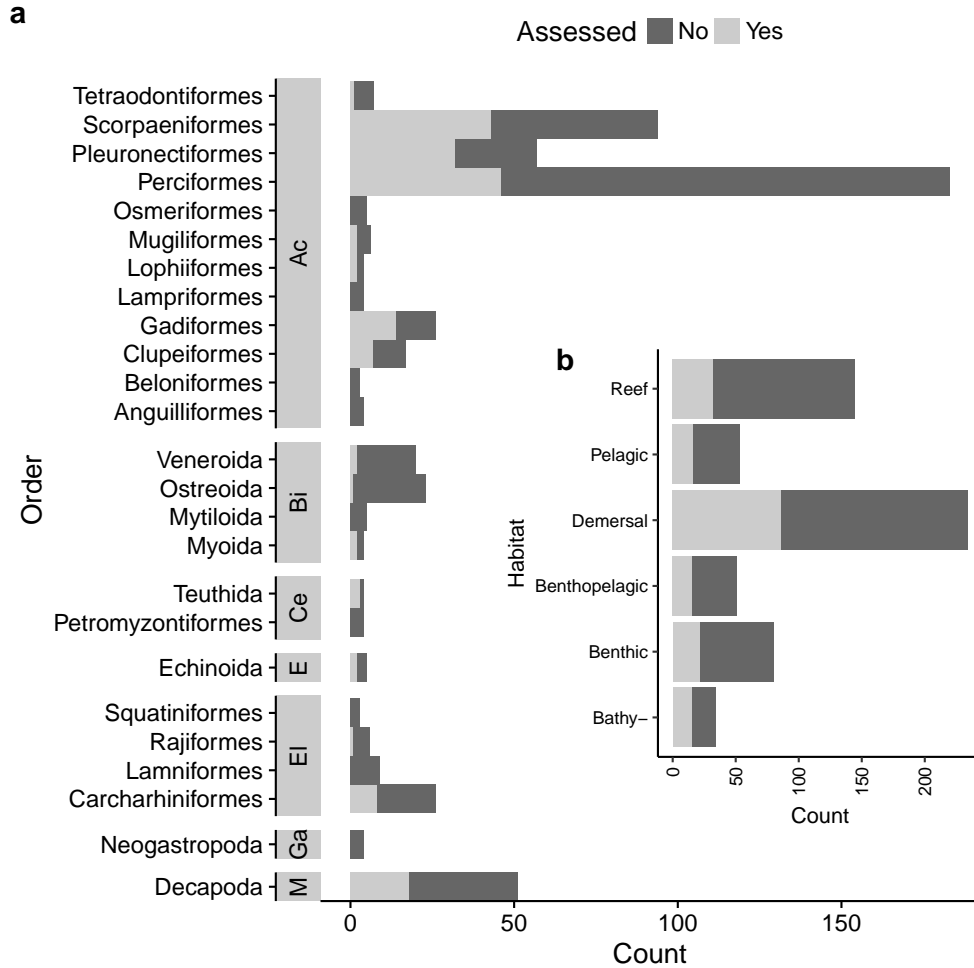 a
Assessed No Yes
Order
Ac
Tetraodontiformes
Scorpaeniformes
Pleuronectiformes
Perciformes
Osmeriformes
Mugiliformes
Lophiiformes
Lampriformes
Gadiformes
Clupeiformes
Beloniformes
Anguilliformes
Bi
Veneroida
Ostreoida
Mytiloida
Myoida
Ce
Teuthida
Petromyzontiformes
E
Echinoida
El
Squatiniformes
Rajiformes
Lamniformes
Carcharhiniformes
Ga
Neogastropoda
M
Decapoda
0 50 100 150
Count
b
Habitat
Reef
Pelagic
Demersal
Benthopelagic
Benthic
Bathy−
0 50 100 150 200
Count